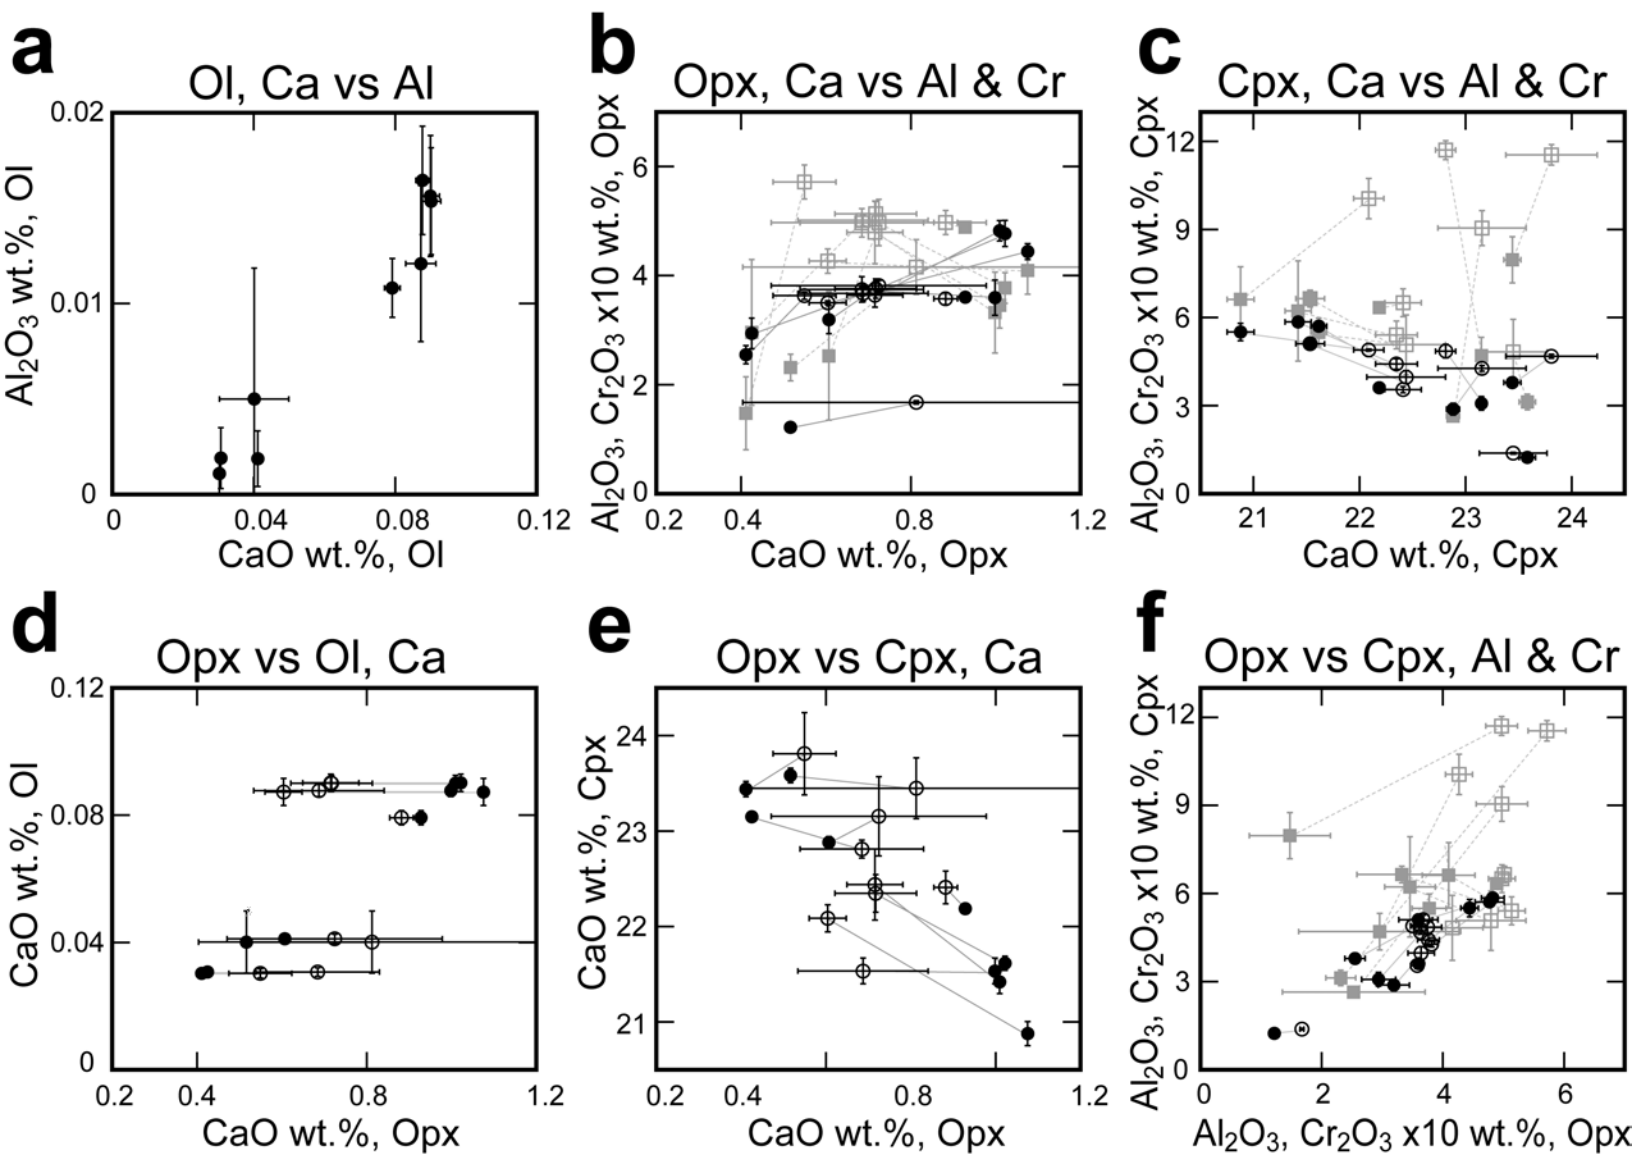 a
Ol, Ca vs Al
Al₂O₃ wt.%, Ol
0.02
0.01
0
0
0.04
0.08
0.12
CaO wt.%, Ol
b
Opx, Ca vs Al & Cr
Al₂O₃, Cr₂O₃ x10 wt.%, Opx
6
4
2
0
0.2
0.4
0.8
1.2
CaO wt.%, Opx
c
Cpx, Ca vs Al & Cr
Al₂O₃, Cr₂O₃ x10 wt.%, Cpx
12
9
6
3
0
21
22
23
24
CaO wt.%, Cpx
d
Opx vs Ol, Ca
CaO wt.%, Ol
0.12
0.08
0.04
0
0.2
0.4
0.8
1.2
CaO wt.%, Opx
e
Opx vs Cpx, Ca
CaO wt.%, Cpx
24
23
22
21
0.2
0.4
0.8
1.2
CaO wt.%, Opx
f
Opx vs Cpx, Al & Cr
Al₂O₃, Cr₂O₃ x10 wt.%, Cpx
12
9
6
3
0
0
2
4
6
Al₂O₃, Cr₂O₃ x10 wt.%, Opx